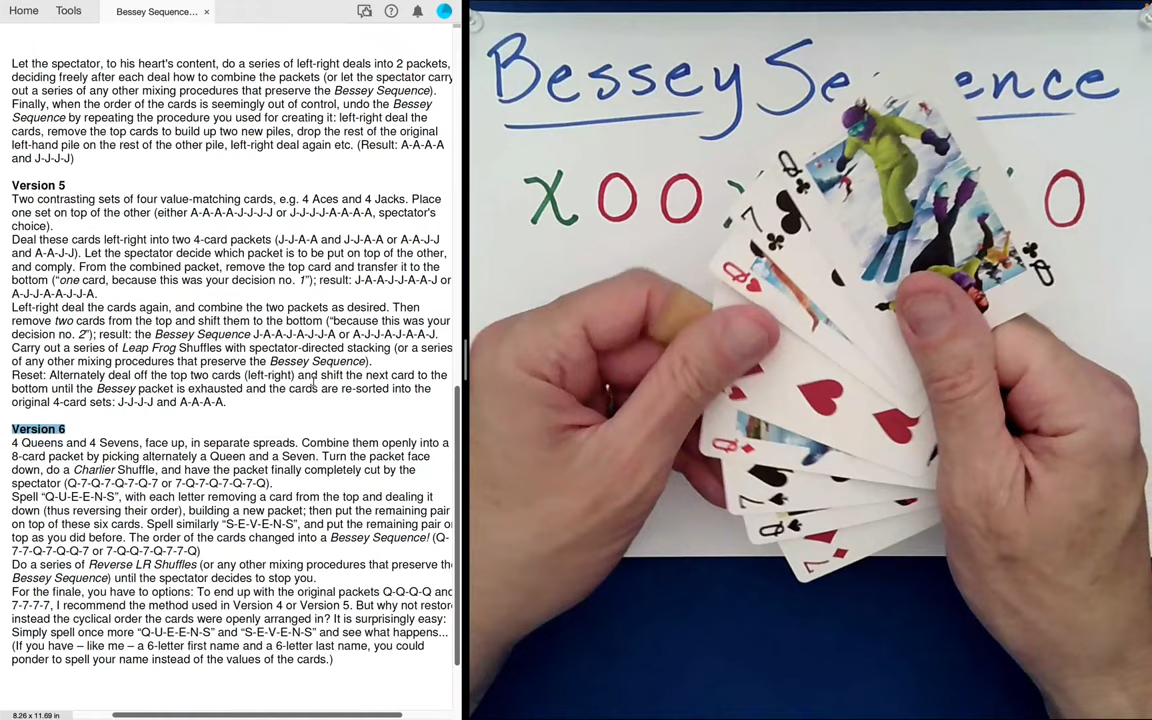 Home Tools Bessey Sequence... ×
Let the spectator, to his heart's content, do a series of left-right deals into 2 packets,
deciding freely after each deal how to combine the packets (or let the spectator carry
out a series of any other mixing procedures that preserve the Bessey Sequence).
Finally, when the order of the cards is seemingly out of control, undo the Bessey
Sequence by repeating the procedure you used for creating it: left-right deal the
cards, remove the top cards to build up two new piles, drop the rest of the original
left-hand pile on the rest of the other pile, left-right deal again etc. (Result: A-A-A-A
and J-J-J-J)
Version 5
Two contrasting sets of four value-matching cards, e.g. 4 Aces and 4 Jacks. Place
one set on top of the other (either A-A-A-A-J-J-J-J or J-J-J-J-A-A-A-A, spectator's
choice).
Deal these cards left-right into two 4-card packets (J-J-A-A and J-J-A-A or A-A-J-J
and A-A-J-J). Let the spectator decide which packet is to be put on top of the other,
and comply. From the combined packet, remove the top card and transfer it to the
bottom ("one card, because this was your decision no. 1"); result: J-A-A-J-J-A-A-J or
A-J-J-A-A-J-J-A.
Left-right deal the cards again, and combine the two packets as desired. Then
remove two cards from the top and shift them to the bottom ("because this was your
decision no. 2"); result: the Bessey Sequence J-A-A-J-A-J-J-A or A-J-J-A-J-A-A-J.
Carry out a series of Leap Frog Shuffles with spectator-directed stacking (or a series
of any other mixing procedures that preserve the Bessey Sequence).
Reset: Alternately deal off the top two cards (left-right) and shift the next card to the
bottom until the Bessey packet is exhausted and the cards are re-sorted into the
original 4-card sets: J-J-J-J and A-A-A-A.
Version 6
4 Queens and 4 Sevens, face up, in separate spreads. Combine them openly into a
8-card packet by picking alternately a Queen and a Seven. Turn the packet face
down, do a Charlier Shuffle, and have the packet finally completely cut by the
spectator (Q-7-Q-7-Q-7-Q-7 or 7-Q-7-Q-7-Q-7-Q).
Spell "Q-U-E-E-N-S", with each letter removing a card from the top and dealing it
down (thus reversing their order), building a new packet; then put the remaining pair
on top of these six cards. Spell similarly "S-E-V-E-N-S", and put the remaining pair o
top as you did before. The order of the cards changed into a Bessey Sequence! (Q-
7-7-Q-7-Q-Q-7 or 7-Q-Q-7-Q-7-7-Q)
Do a series of Reverse LR Shuffles (or any other mixing procedures that preserve the
Bessey Sequence) until the spectator decides to stop you.
For the finale, you have to options: To end up with the original packets Q-Q-Q-Q and
7-7-7-7, I recommend the method used in Version 4 or Version 5. But why not restor
instead the cyclical order the cards were openly arranged in? It is surprisingly easy:
Simply spell once more "Q-U-E-E-N-S" and "S-E-V-E-N-S" and see what happens...
(If you have – like me – a 6-letter first name and a 6-letter last name, you could
ponder to spell your name instead of the values of the cards.)
8.26 x 11.69 in
Bessey Se ence
X O O O
Q
7
Q
Q
Q
7
Q
7